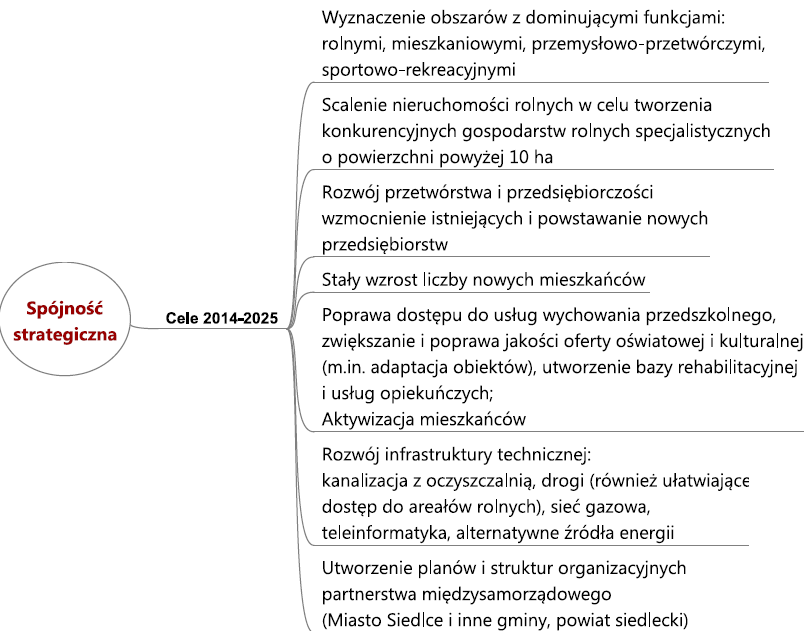 Wyznaczenie obszarów z dominującymi funkcjami:
rolnymi, mieszkaniowymi, przemysłowo-przetwórczymi,
sportowo-rekreacyjnymi
Scalenie nieruchomości rolnych w celu tworzenia
konkurencyjnych gospodarstw rolnych specjalistycznych
o powierzchni powyżej 10 ha
Rozwój przetwórstwa i przedsiębiorczości
wzmocnienie istniejących i powstawanie nowych
przedsiębiorstw
Stały wzrost liczby nowych mieszkańców
Spójność
strategiczna
Cele 2014-2025
Poprawa dostępu do usług wychowania przedszkolnego,
zwiększanie i poprawa jakości oferty oświatowej i kulturalnej
(m.in. adaptacja obiektów), utworzenie bazy rehabilitacyjnej
i usług opiekuńczych;
Aktywizacja mieszkańców
Rozwój infrastruktury technicznej:
kanalizacja z oczyszczalnią, drogi (również ułatwiające
dostęp do areałów rolnych), sieć gazowa,
teleinformatyka, alternatywne źródła energii
Utworzenie planów i struktur organizacyjnych
partnerstwa międzysamorządowego
(Miasto Siedlce i inne gminy, powiat siedlecki)